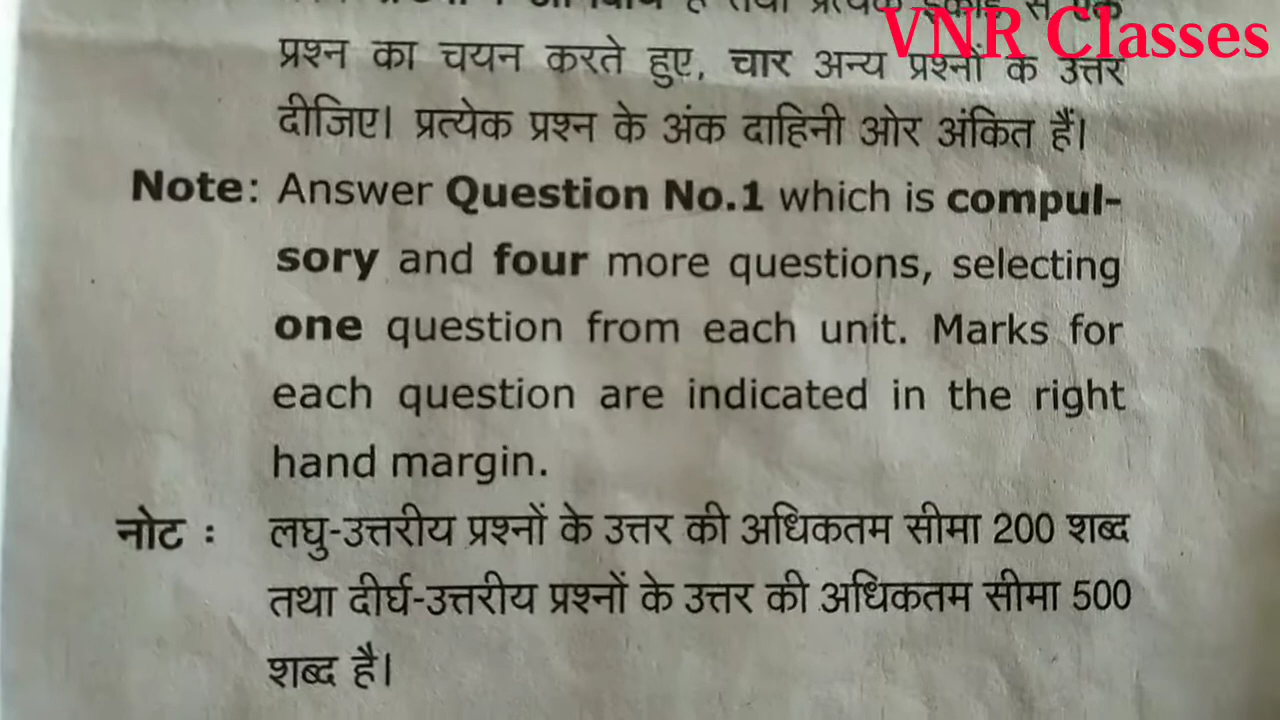 VNR Classes
प्रश्न का चयन करते हुए, चार अन्य प्रश्नों के उत्तर
दीजिए। प्रत्येक प्रश्न के अंक दाहिनी ओर अंकित हैं।
Note: Answer Question No.1 which is compul-
sory and four more questions, selecting
one question from each unit. Marks for
each question are indicated in the right
hand margin.
नोट : लघु-उत्तरीय प्रश्नों के उत्तर की अधिकतम सीमा 200 शब्द
तथा दीर्घ-उत्तरीय प्रश्नों के उत्तर की अधिकतम सीमा 500
शब्द है।